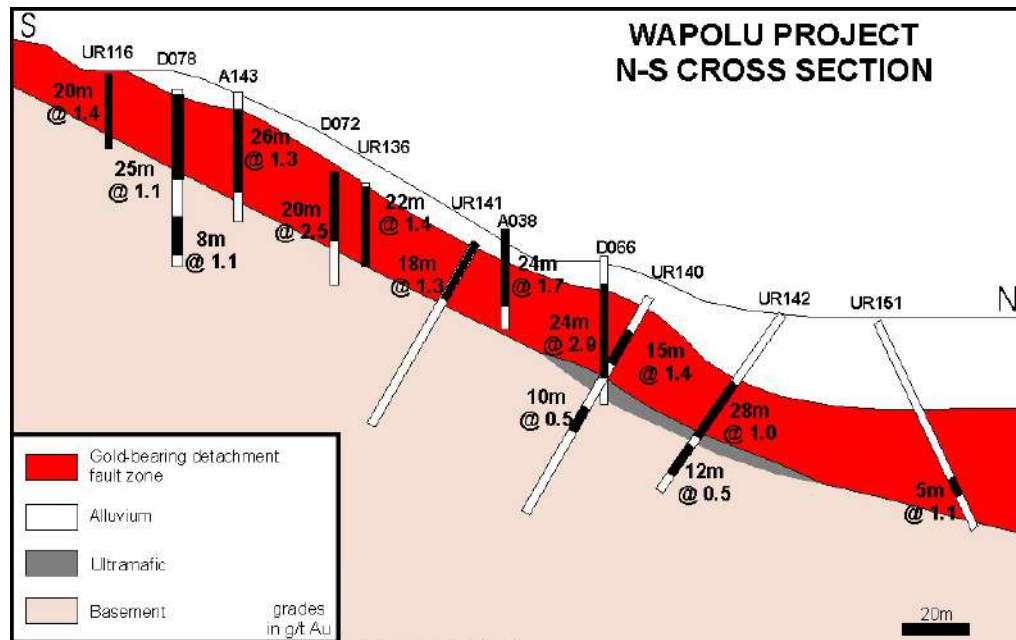 S
WAPOLU PROJECT
N-S CROSS SECTION
UR116
D078
A143
D072
UR136
UR141
A038
D066
UR140
UR142
UR151
N
20m
@ 1.4
25m
@ 1.1
8m
@ 1.1
26m
@ 1.3
20m
@ 2.5
22m
@ 1.4
18m
@ 1.3
24m
@ 1.7
24m
@ 2.9
15m
@ 1.4
10m
@ 0.5
28m
@ 1.0
12m
@ 0.5
5m
@ 1.1
Gold-bearing detachment
fault zone
Alluvium
Ultramafic
Basement
grades
in g/t Au
20m